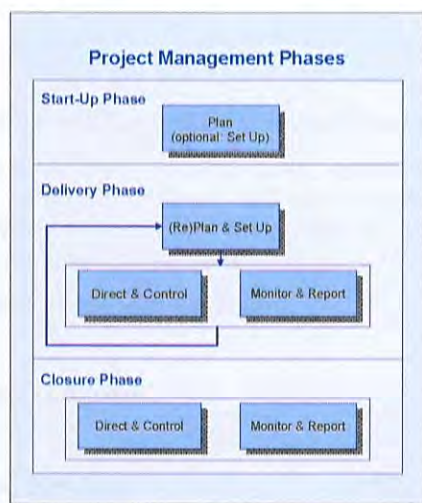 Project Management Phases
Start-Up Phase
Plan
(optional: Set Up)
Delivery Phase
(Re)Plan & Set Up
Direct & Control
Monitor & Report
Closure Phase
Direct & Control
Monitor & Report